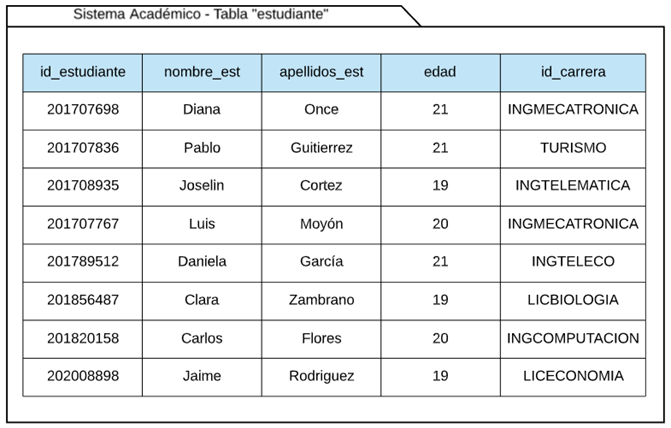 Sistema Académico - Tabla "estudiante"
id_estudiante nombre_est apellidos_est edad id_carrera
201707698 Diana Once 21 INGMECATRONICA
201707836 Pablo Guitierrez 21 TURISMO
201708935 Joselin Cortez 19 INGTELEMATICA
201707767 Luis Moyón 20 INGMECATRONICA
201789512 Daniela García 21 INGTELECO
201856487 Clara Zambrano 19 LICBIOLOGIA
201820158 Carlos Flores 20 INGCOMPUTACION
202008898 Jaime Rodriguez 19 LICECONOMIA